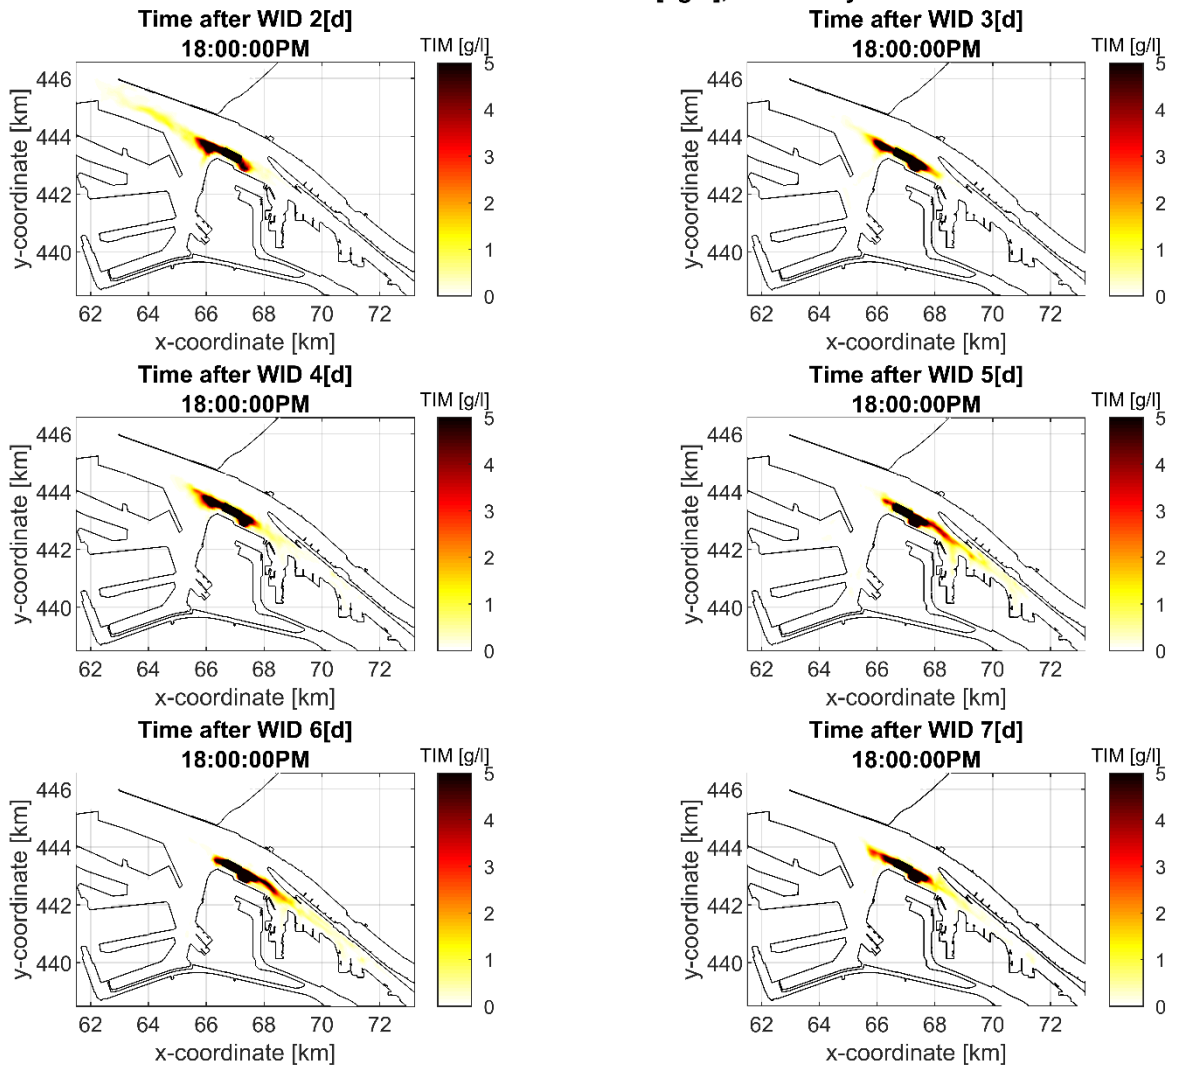 Time after WID 2[d]
18:00:00PM
TIM [g/l]
5
4
3
2
1
0
446
444
442
440
y-coordinate [km]
62 64 66 68 70 72
x-coordinate [km]
Time after WID 3[d]
18:00:00PM
TIM [g/l]
5
4
3
2
1
0
446
444
442
440
y-coordinate [km]
62 64 66 68 70 72
x-coordinate [km]
Time after WID 4[d]
18:00:00PM
TIM [g/l]
5
4
3
2
1
0
446
444
442
440
y-coordinate [km]
62 64 66 68 70 72
x-coordinate [km]
Time after WID 5[d]
18:00:00PM
TIM [g/l]
5
4
3
2
1
0
446
444
442
440
y-coordinate [km]
62 64 66 68 70 72
x-coordinate [km]
Time after WID 6[d]
18:00:00PM
TIM [g/l]
5
4
3
2
1
0
446
444
442
440
y-coordinate [km]
62 64 66 68 70 72
x-coordinate [km]
Time after WID 7[d]
18:00:00PM
TIM [g/l]
5
4
3
2
1
0
446
444
442
440
y-coordinate [km]
62 64 66 68 70 72
x-coordinate [km]